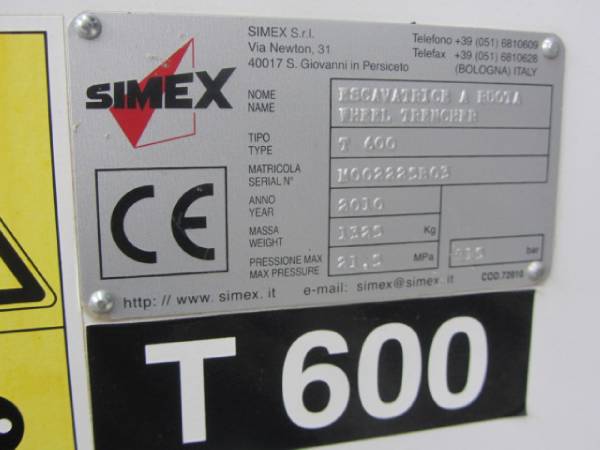 SIMEX S.r.l.
Via Newton, 31
40017 S. Giovanni in Persiceto
Telefono +39 (051) 6810609
Telefax +39 (051) 6810628
(BOLOGNA) ITALY
SIMEX
NOME
NAME
ESCAVATRICE A RUOTA
WHEEL TRENCHER
TIPO
TYPE
T 600
MATRICOLA
SERIAL N°
ANNO
YEAR
2010
MASSA
WEIGHT
Kg
PRESSIONE MAX
MAX PRESSURE
MPa
bar
CE
http: // www. simex. it
e-mail: simex@simex. it
T 600